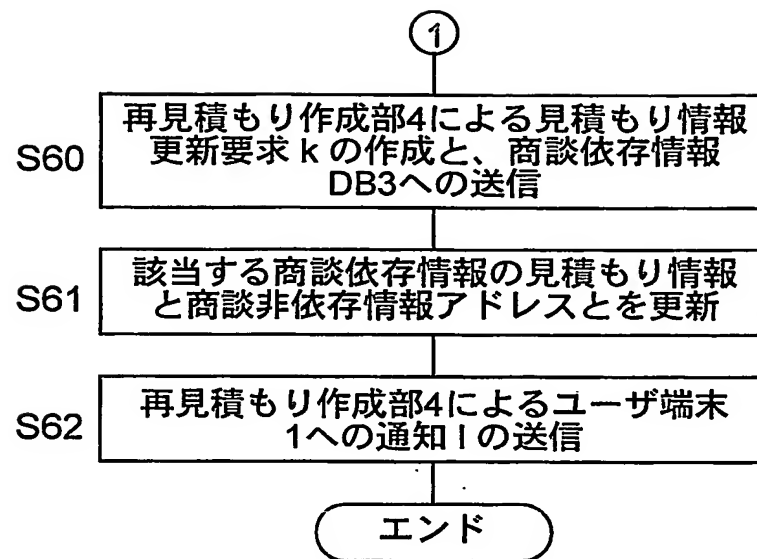 1
S60
再見積もり作成部4による見積もり情報
更新要求 k の作成と、商談依存情報
DB3への送信
S61
該当する商談依存情報の見積もり情報
と商談非依存情報アドレスとを更新
S62
再見積もり作成部4によるユーザ端末
1への通知 l の送信
エンド